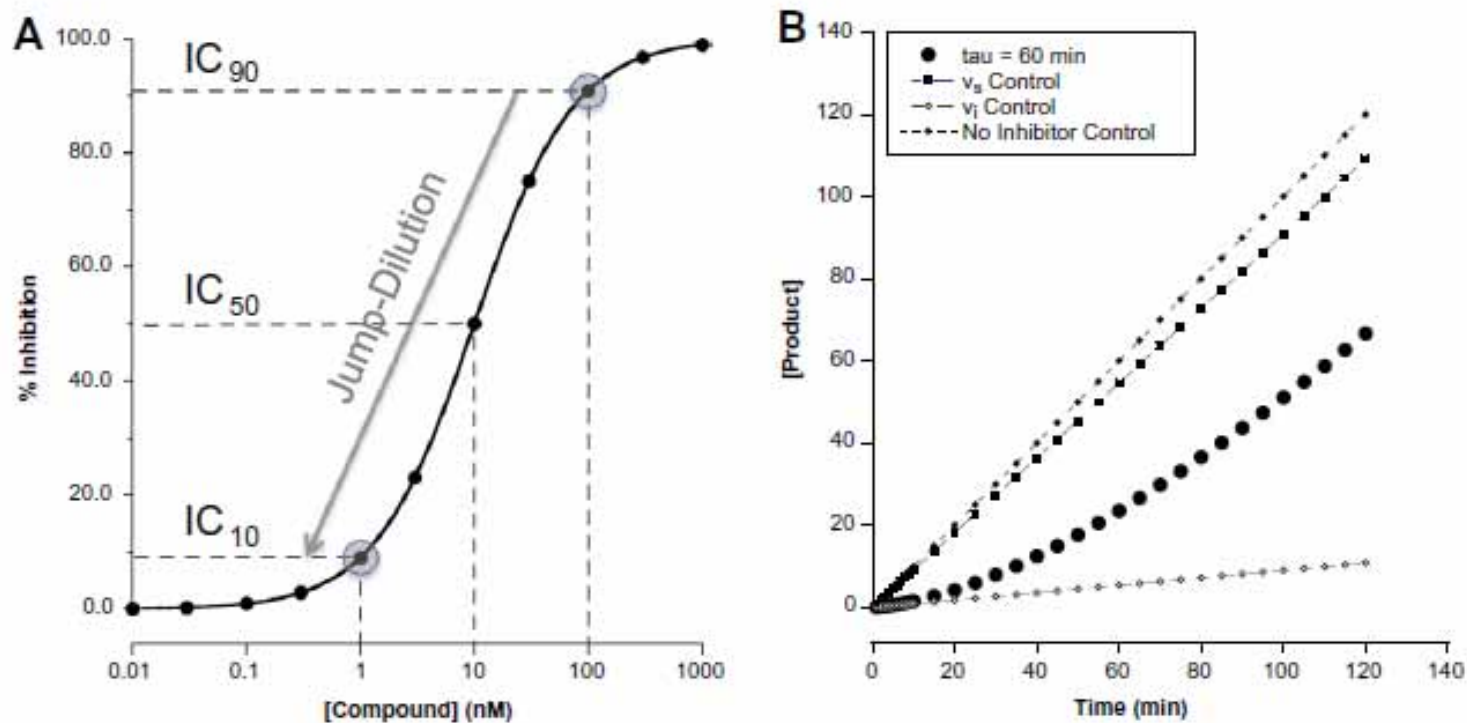 A
100.0
80.0
60.0
40.0
20.0
0.0
% Inhibition
IC90
IC50
IC10
Jump-Dilution
0.01 0.1 1 10 100 1000
[Compound] (nM)
B
140
120
100
80
60
40
20
0
[Product]
tau = 60 min
vs Control
vi Control
No Inhibitor Control
0 20 40 60 80 100 120 140
Time (min)